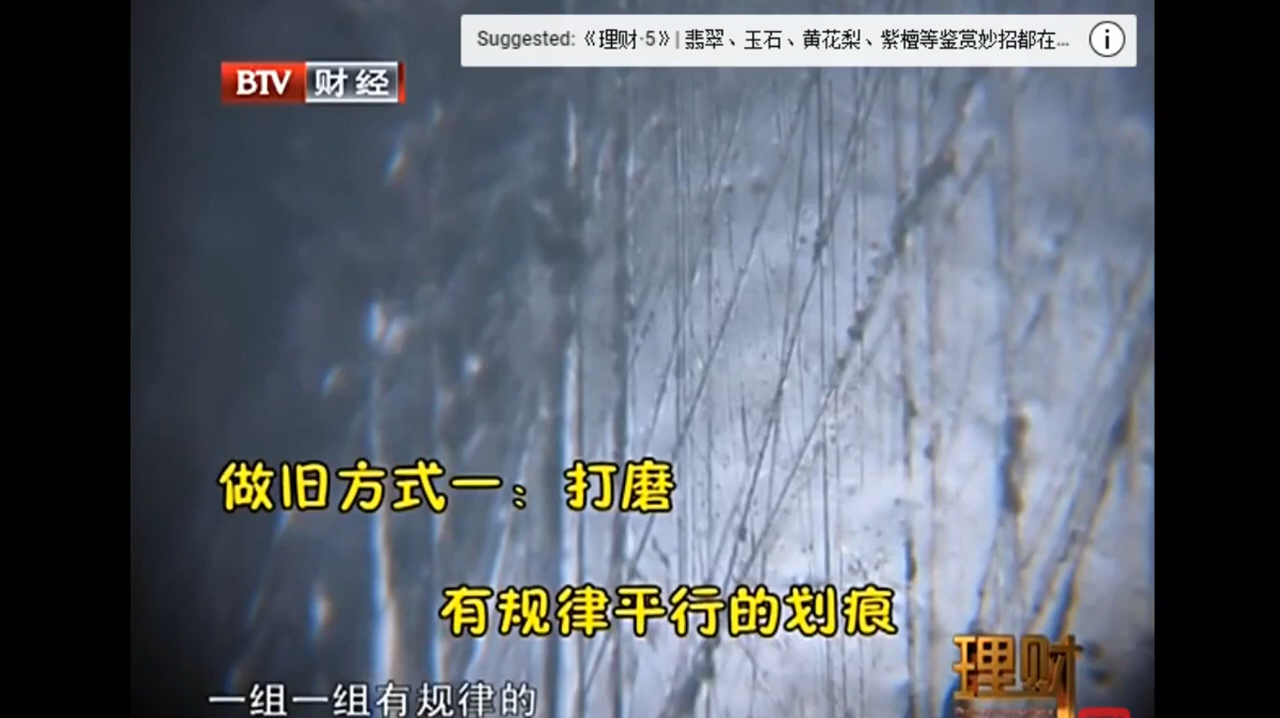 Suggested: 《理财-5》| 翡翠、玉石、黄花梨、紫檀等鉴赏妙招都在...
BTV 财经
做旧方式一：打磨
有规律平行的划痕
理财
一组一组有规律的